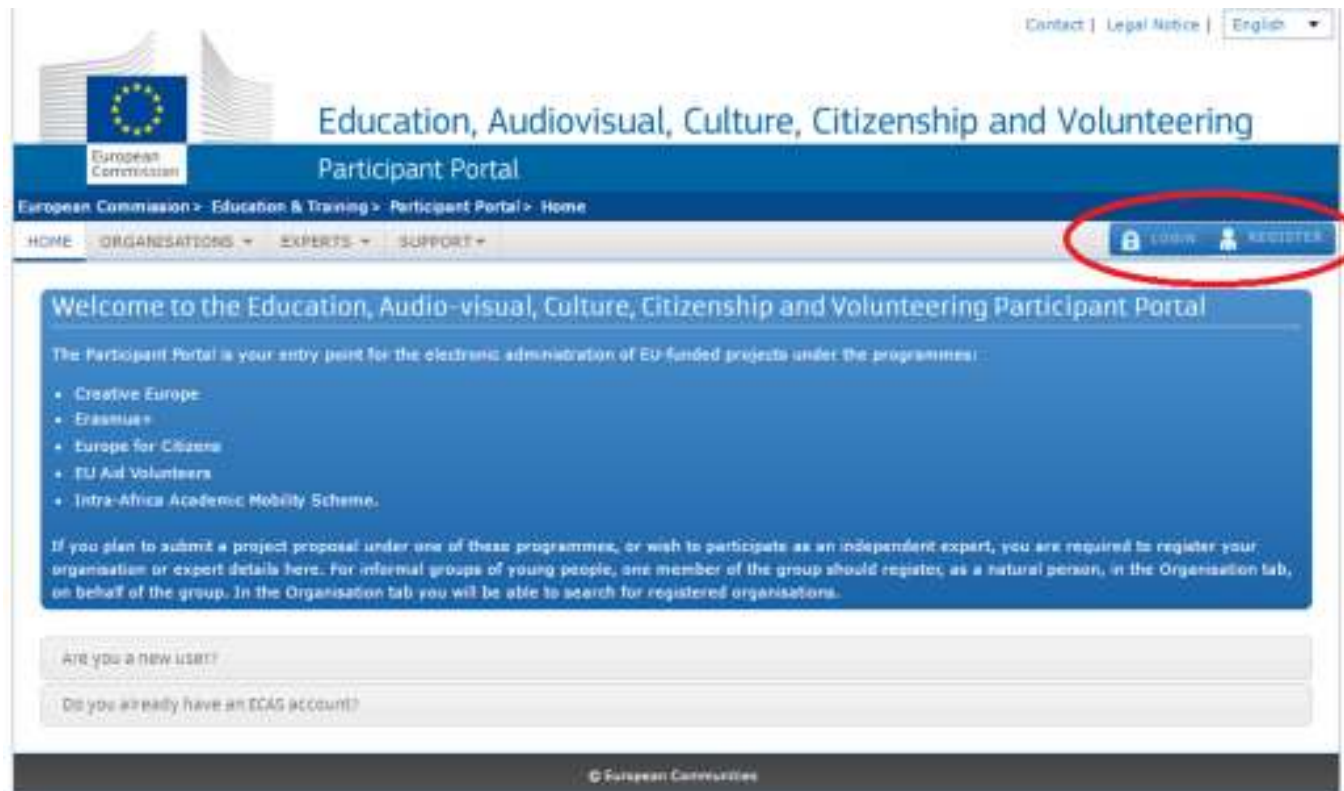 Contact | Legal Notice | English
Education, Audiovisual, Culture, Citizenship and Volunteering
European
Commission
Participant Portal
European Commission > Education & Training > Participant Portal > Home
HOME ORGANISATIONS EXPERTS SUPPORT LOGIN REGISTER
Welcome to the Education, Audio-visual, Culture, Citizenship and Volunteering Participant Portal
The Participant Portal is your entry point for the electronic administration of EU-funded projects under the programmes:
• Creative Europe
• Erasmus+
• Europe for Citizens
• EU Aid Volunteers
• Intra-Africa Academic Mobility Scheme.
If you plan to submit a project proposal under one of these programmes, or wish to participate as an independent expert, you are required to register your
organisation or expert details here. For informal groups of young people, one member of the group should register, as a natural person, in the Organisation tab,
on behalf of the group. In the Organisation tab you will be able to search for registered organisations.
Are you a new user?
Do you already have an ECAS account?
© European Communities